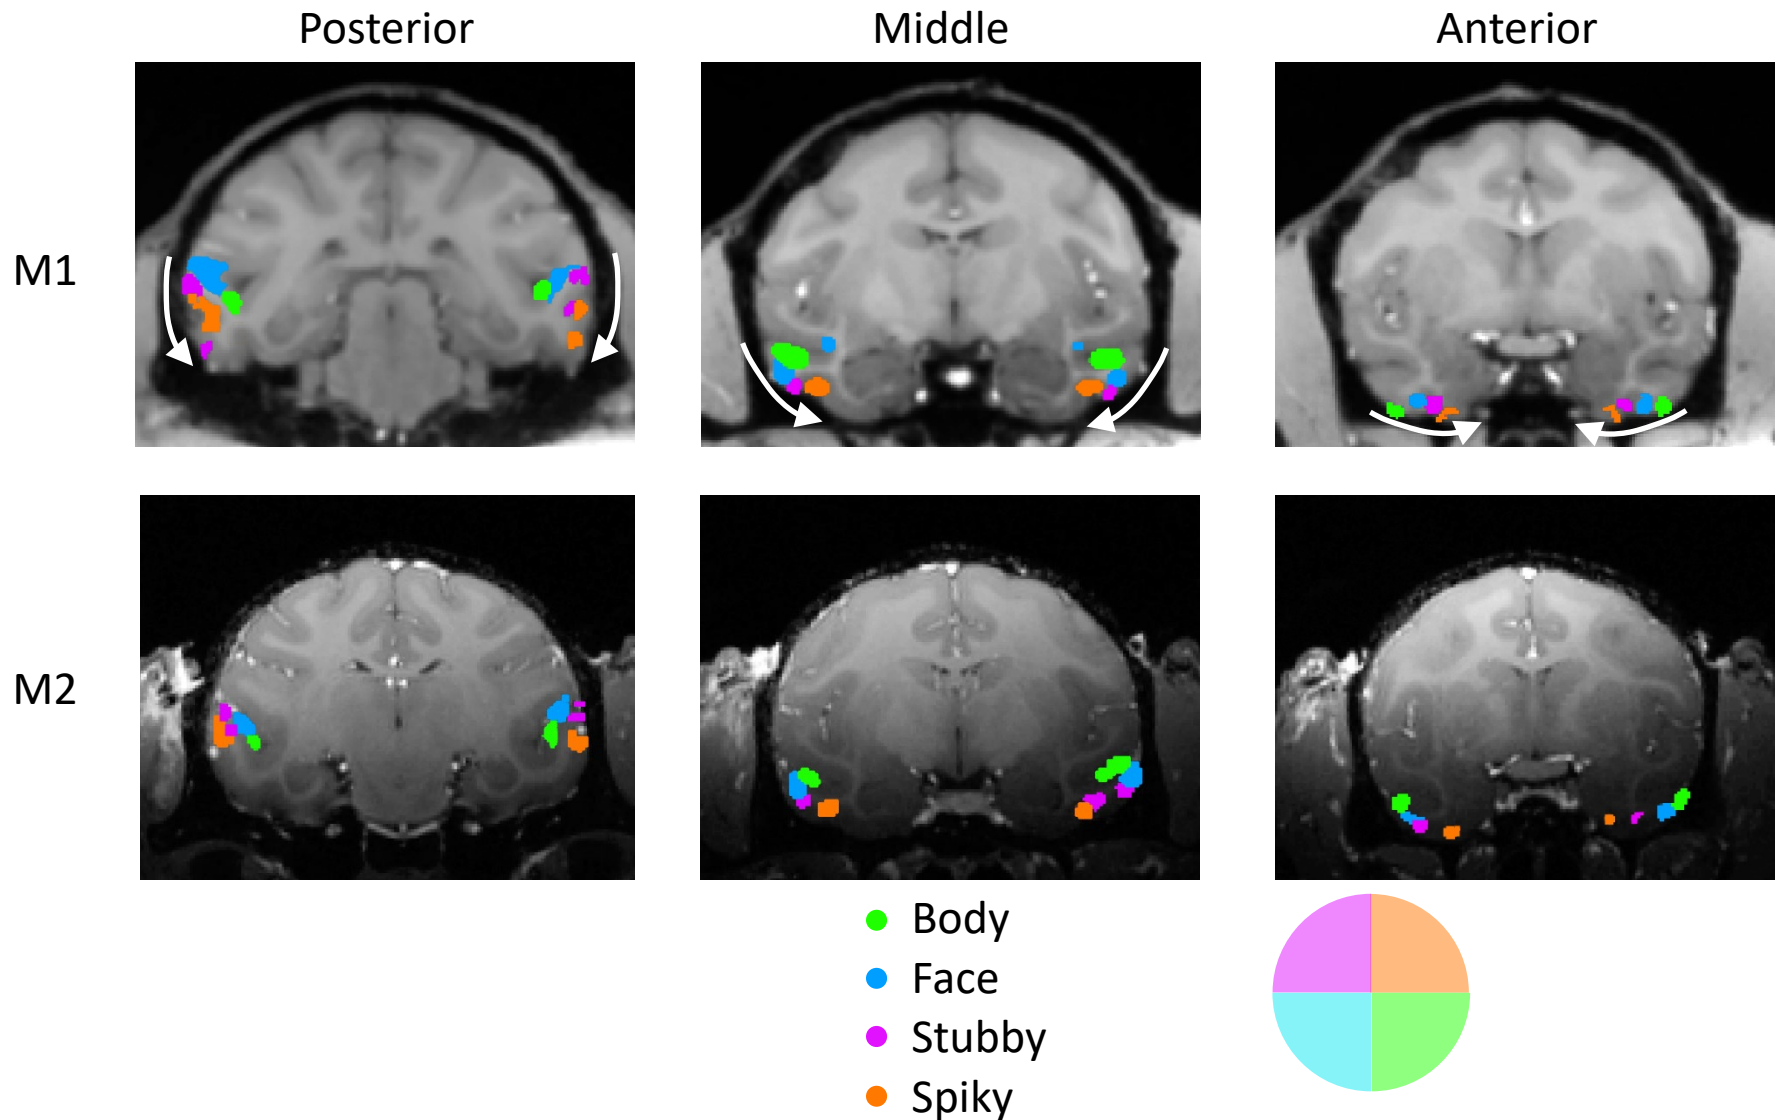 Posterior
Middle
Anterior
M1
M2
Body
Face
Stubby
Spiky